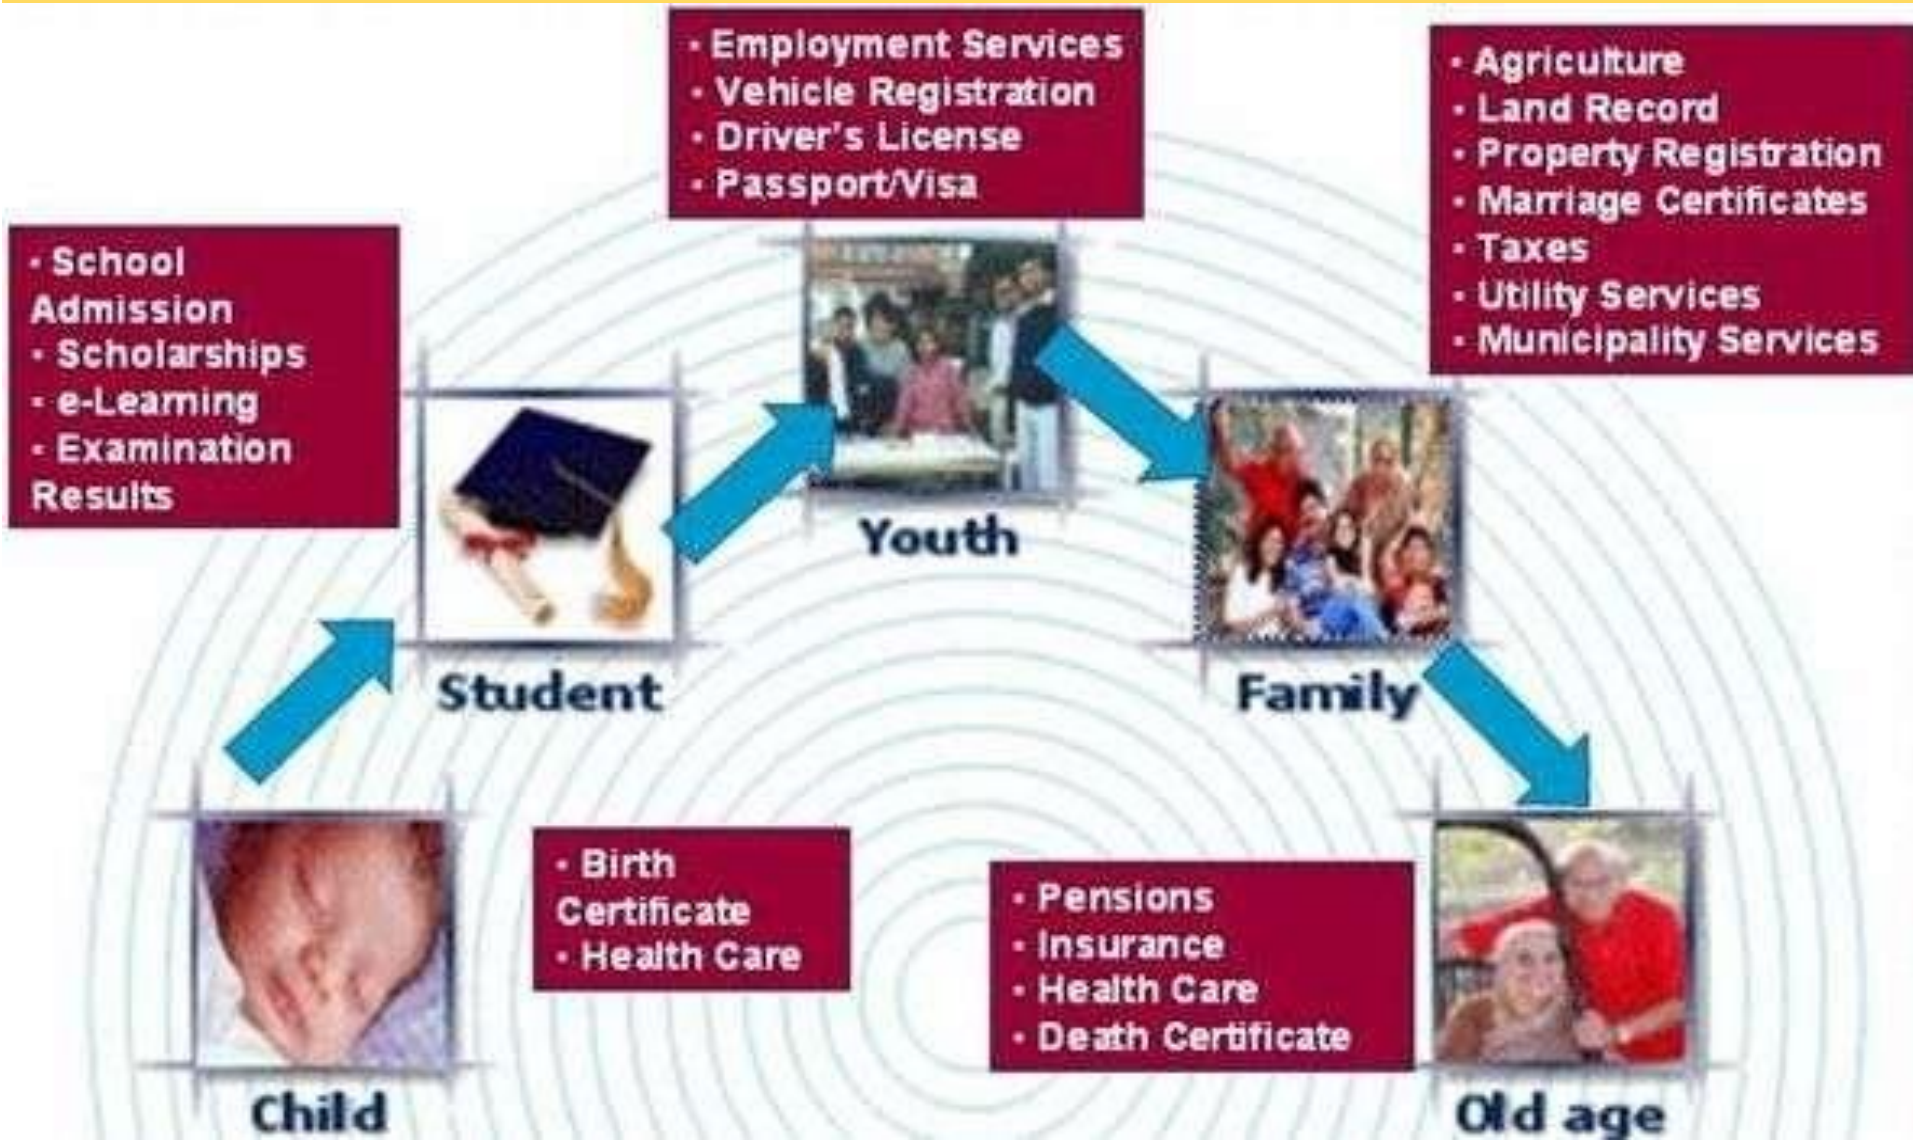 • Employment Services
• Vehicle Registration
• Driver's License
• Passport/Visa
• Agriculture
• Land Record
• Property Registration
• Marriage Certificates
• Taxes
• Utility Services
• Municipality Services
• School
Admission
• Scholarships
• e-Learning
• Examination
Results
Youth
Student
Family
• Birth
Certificate
• Health Care
• Pensions
• Insurance
• Health Care
• Death Certificate
Child
Old age